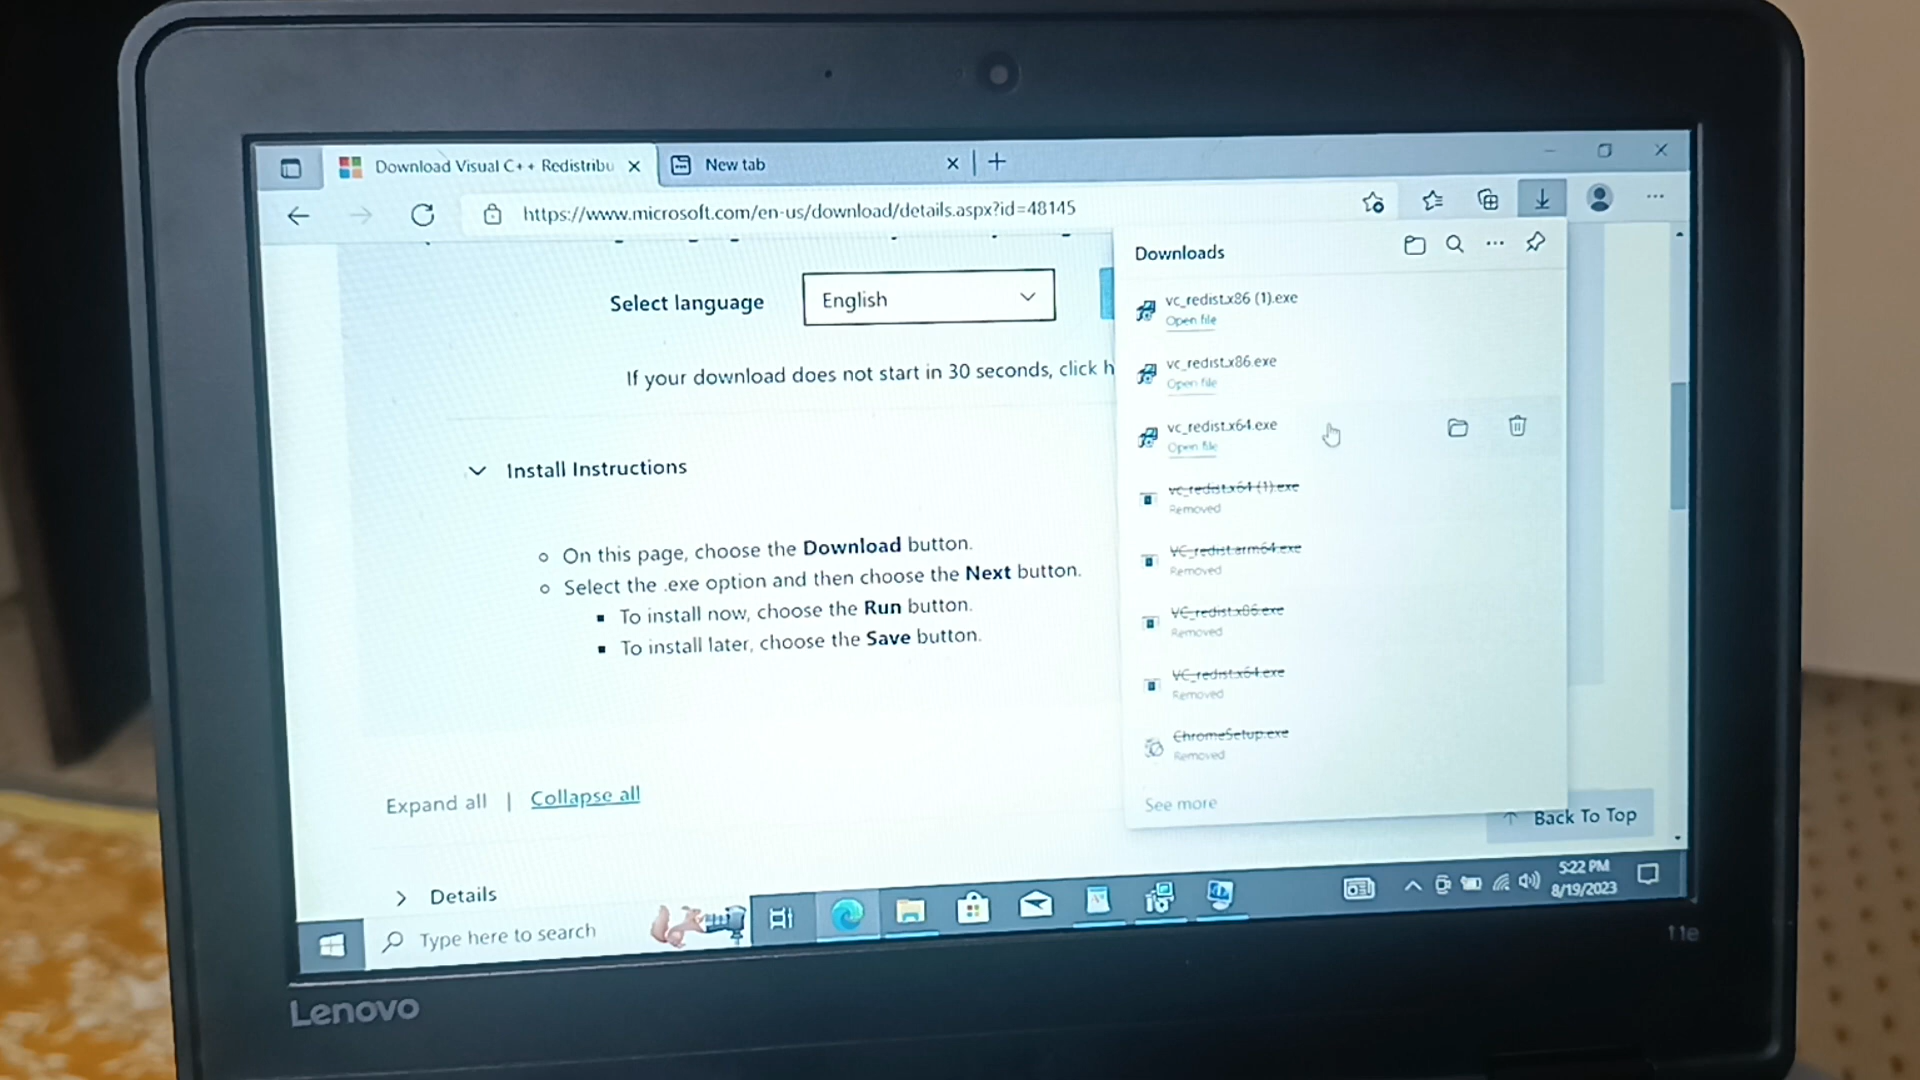 Download Visual C++ Redistribu
New tab
https://www.microsoft.com/en-us/download/details.aspx?id=48145
Select language
English
If your download does not start in 30 seconds, click h
Install Instructions
On this page, choose the Download button.
Select the .exe option and then choose the Next button.
To install now, choose the Run button.
To install later, choose the Save button.
Expand all | Collapse all
Details
Downloads
vc_redist.x86 (1).exe
Open file
vc_redist.x86.exe
Open file
vc_redist.x64.exe
Open file
vc_redist.x64 (1).exe
Removed
VC_redist.arm64.exe
Removed
VC_redist.x86.exe
Removed
VC_redist.x64.exe
Removed
ChromeSetup.exe
Removed
See more
Back To Top
Type here to search
5:22 PM
8/19/2023
11e
Lenovo